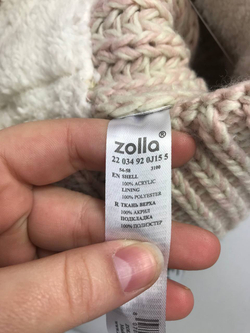 zolla®
22 034 92 0J15 5
54-58 3100
EN SHELL
100% ACRYLIC
LINING
100% POLYESTER
R ТКАНЬ ВЕРХА
100% АКРИЛ
ПОДКЛАДКА
100% ПОЛИЭСТЕР